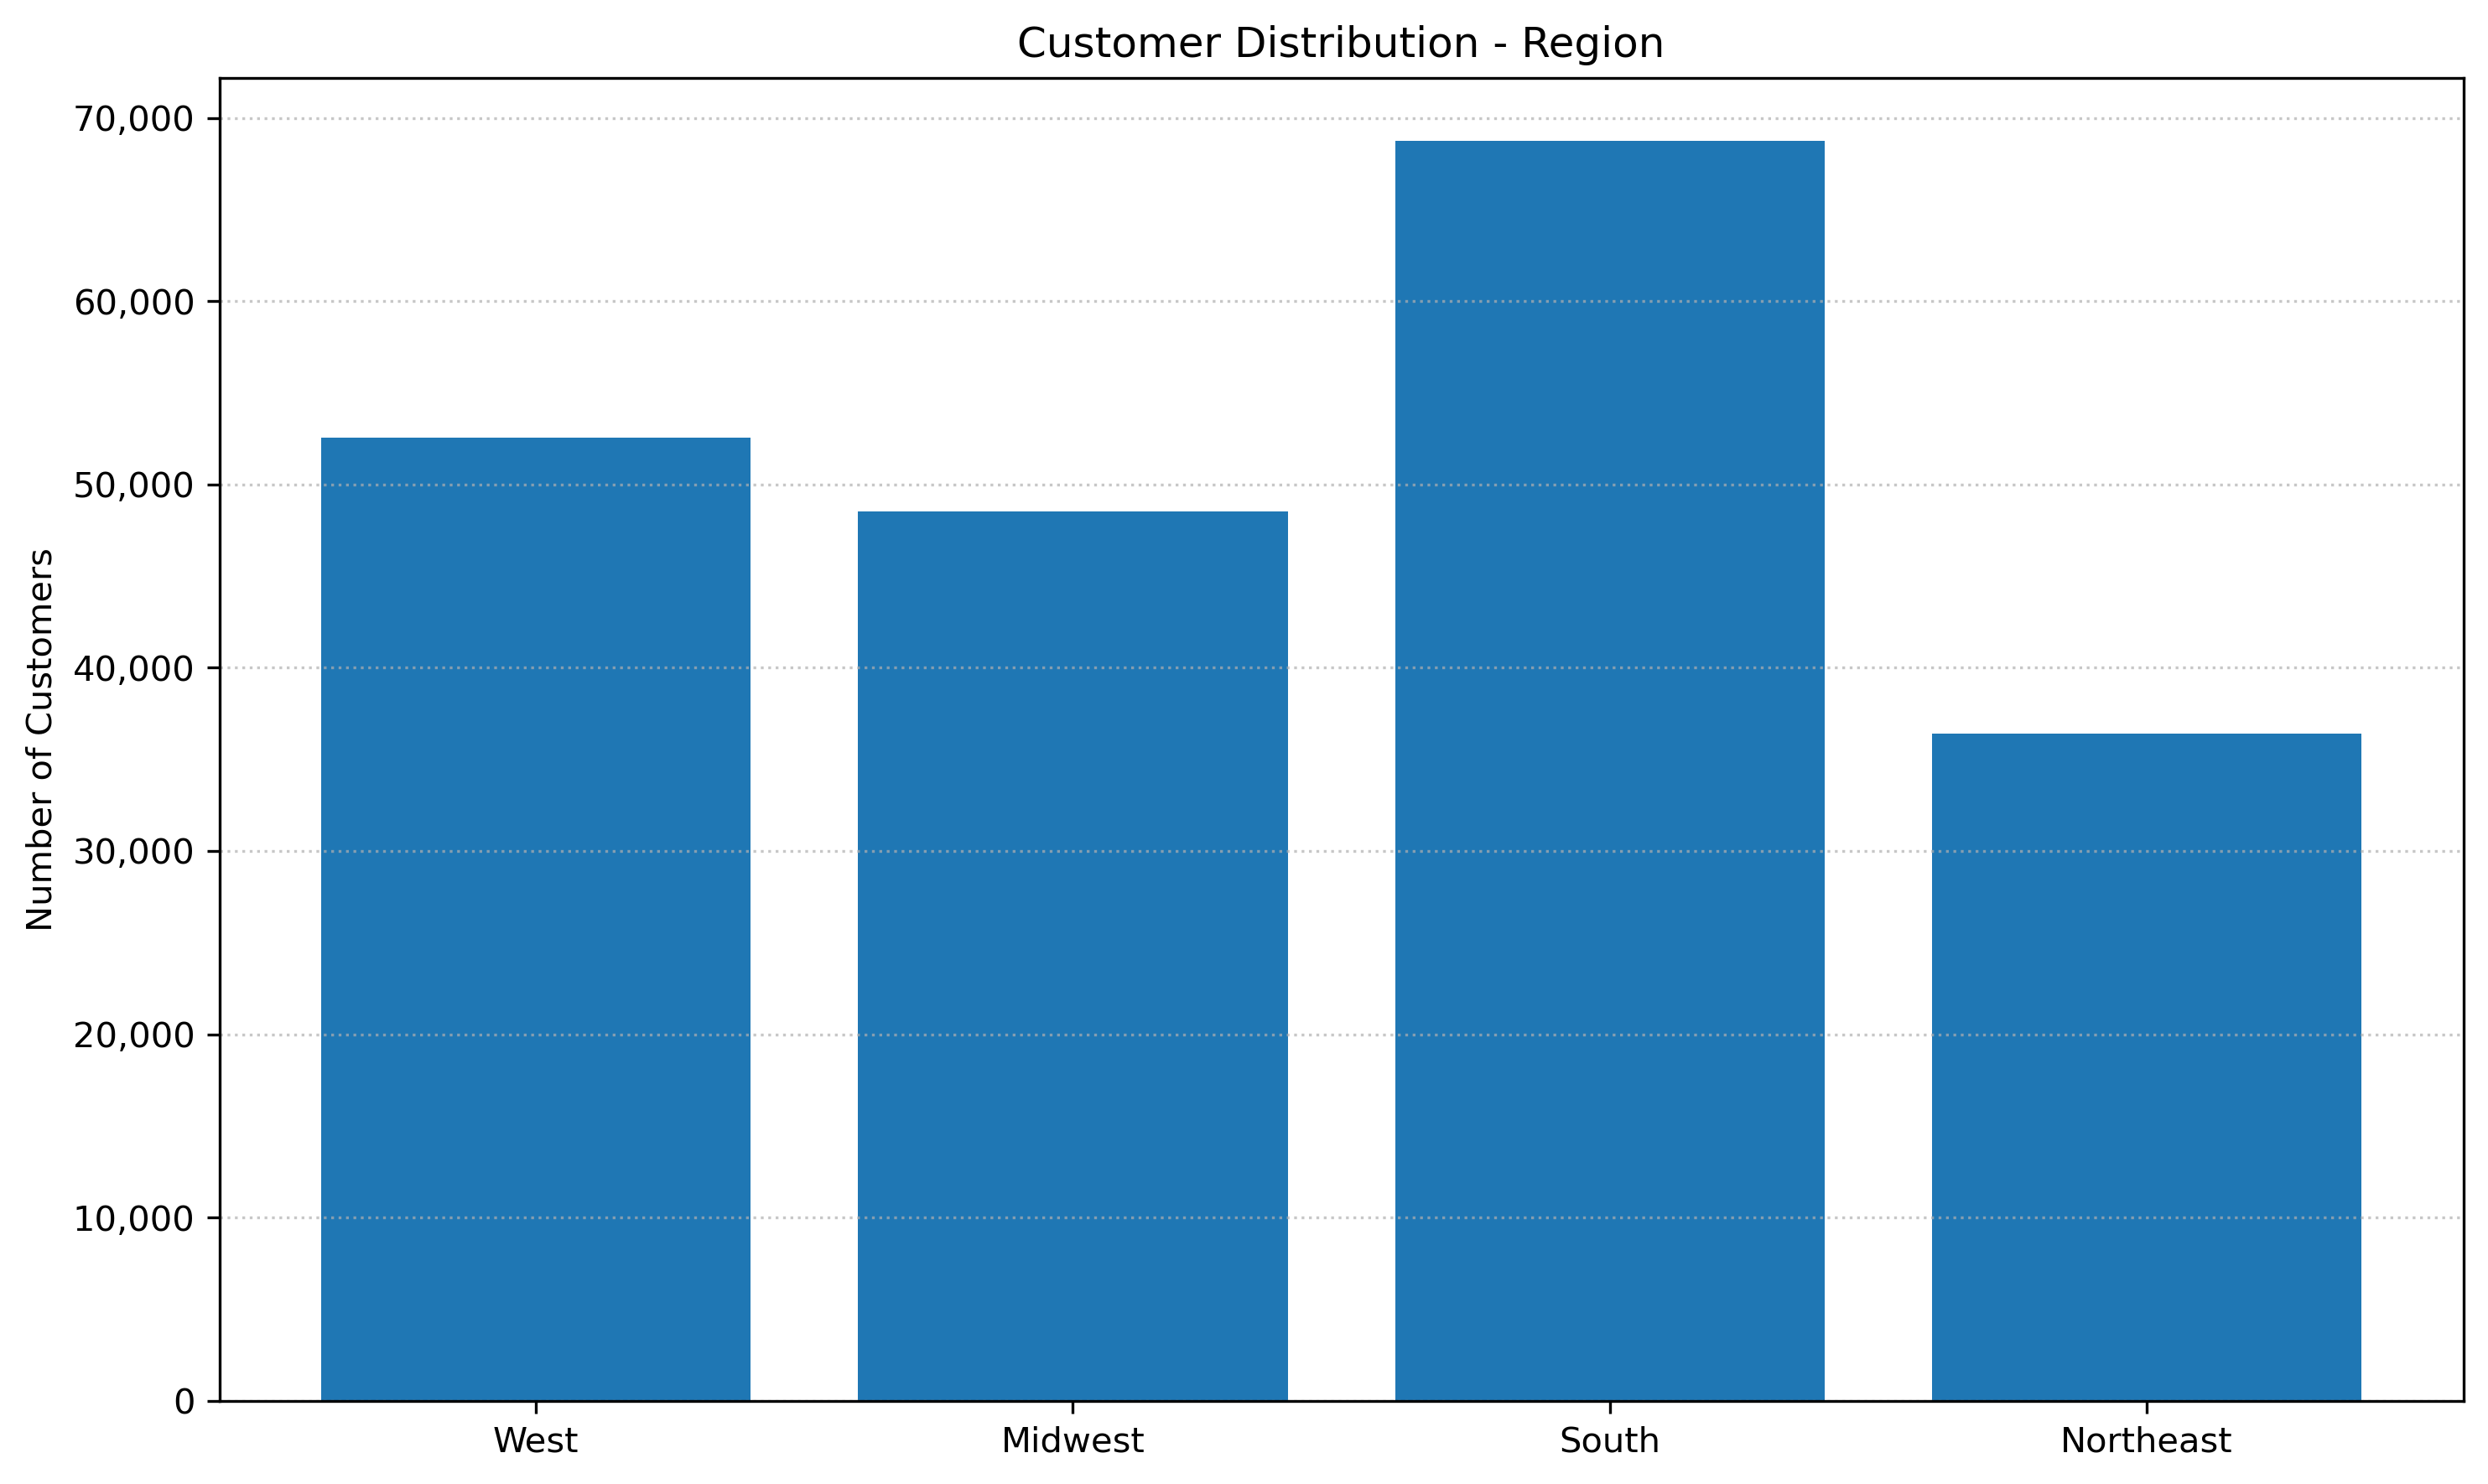 Customer Distribution - Region
Number of Customers
70,000
60,000
50,000
40,000
30,000
20,000
10,000
0
West Midwest South Northeast